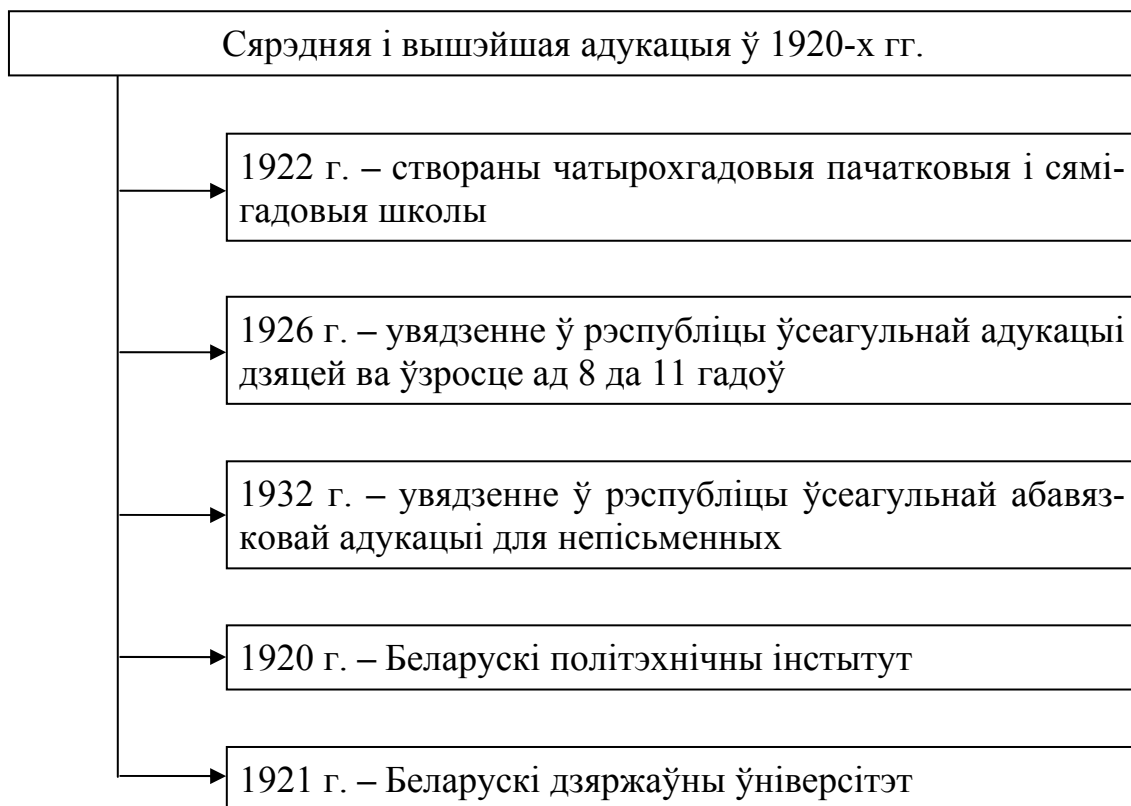 Сярэдняя і вышэйшая адукацыя ў 1920-х гг.
1922 г. – створаны чатырохгадовыя пачатковыя і сямі-
гадовыя школы
1926 г. – увядзенне ў рэспубліцы ўсеагульнай адукацыі
дзяцей ва ўзросце ад 8 да 11 гадоў
1932 г. – увядзенне ў рэспубліцы ўсеагульнай абавяз-
ковай адукацыі для непісьменных
1920 г. – Беларускі політэхнічны інстытут
1921 г. – Беларускі дзяржаўны ўніверсітэт